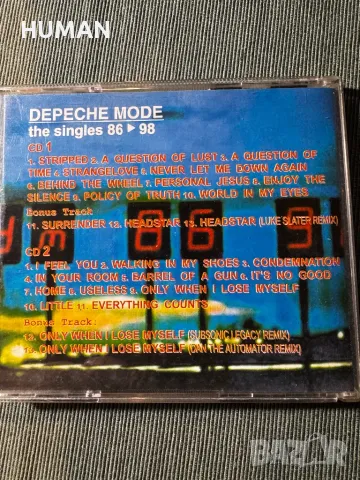 HUMAN
DEPECHE MODE
the singles 86 ▶ 98
CD 1
1. STRIPPED 2. A QUESTION OF LUST 3. A QUESTION OF
TIME 4. STRANGELOVE 5. NEVER LET ME DOWN AGAIN
6. BEHIND THE WHEEL 7. PERSONAL JESUS 8. ENJOY THE
SILENCE 9. POLICY OF TRUTH 10. WORLD IN MY EYES
Bonus Track
11. SURRENDER 12. HEADSTAR 13. HEADSTAR (LUKE SLATER REMIX)
CD 2
1. I FEEL YOU 2. WALKING IN MY SHOES 3. CONDEMNATION
4. IN YOUR ROOM 5. BARREL OF A GUN 6. IT'S NO GOOD
7. HOME 8. USELESS 9. ONLY WHEN I LOSE MYSELF
10. LITTLE 11. EVERYTHING COUNTS
Bonus Track:
12. ONLY WHEN I LOSE MYSELF (SUBSONIC LEGACY REMIX)
13. ONLY WHEN I LOSE MYSELF (DAN THE AUTOMATOR REMIX)
BAZAR
bg